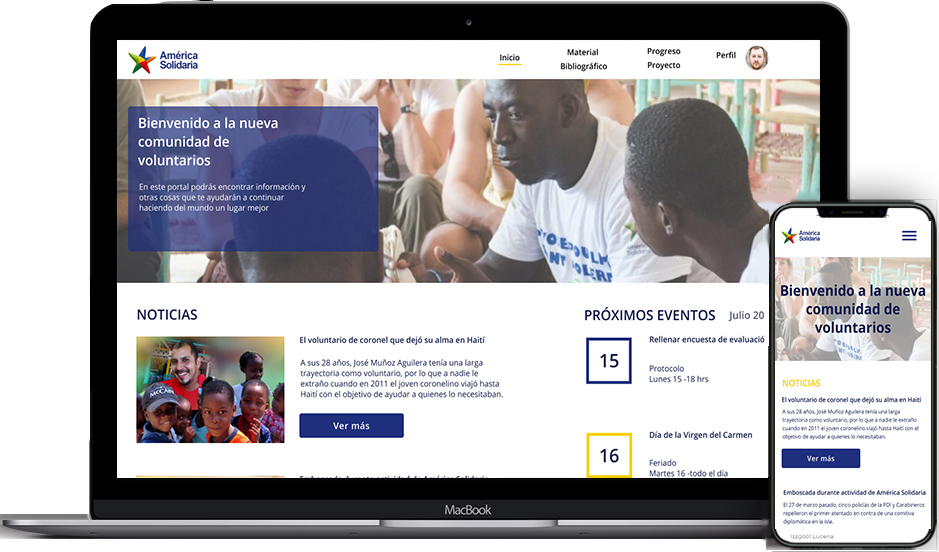 América
Solidaria
Inicio
Material
Bibliográfico
Progreso
Proyecto
Perfil
Bienvenido a la nueva
comunidad de
voluntarios
En este portal podrás encontrar información y
otras cosas que te ayudarán a continuar
haciendo del mundo un lugar mejor
NOTICIAS
El voluntario de coronel que dejó su alma en Haití
A sus 28 años, José Muñoz Aguilera tenía una larga
trayectoria como voluntario, por lo que a nadie le
extraño cuando en 2011 el joven coronelino viajó hasta
Haití con el objetivo de ayudar a quienes lo necesitaban.
Ver más
PRÓXIMOS EVENTOS
Julio 20
15
Rellenar encuesta de evaluació
Protocolo
Lunes 15 -18 hrs
16
Día de la Virgen del Carmen
Feriado
Martes 16 -todo el día
MacBook
América
Solidaria
Bienvenido a la nueva
comunidad de
voluntarios
NOTICIAS
El voluntario de coronel que dejó su alma en Haití
A sus 28 años, José Muñoz Aguilera tenía una larga
trayectoria como voluntario, por lo que a nadie le
extraño cuando en 2011 el joven coronelino viajó hasta Haití con el
objetivo de ayudar a quienes lo necesitaban.
Ver más
Emboscada durante actividad de América Solidaria
El 27 de marzo pasado, cinco policías de la PDI y Carabineros
repelieron el primer atentado en contra de una comitiva
diplomática en la isla.